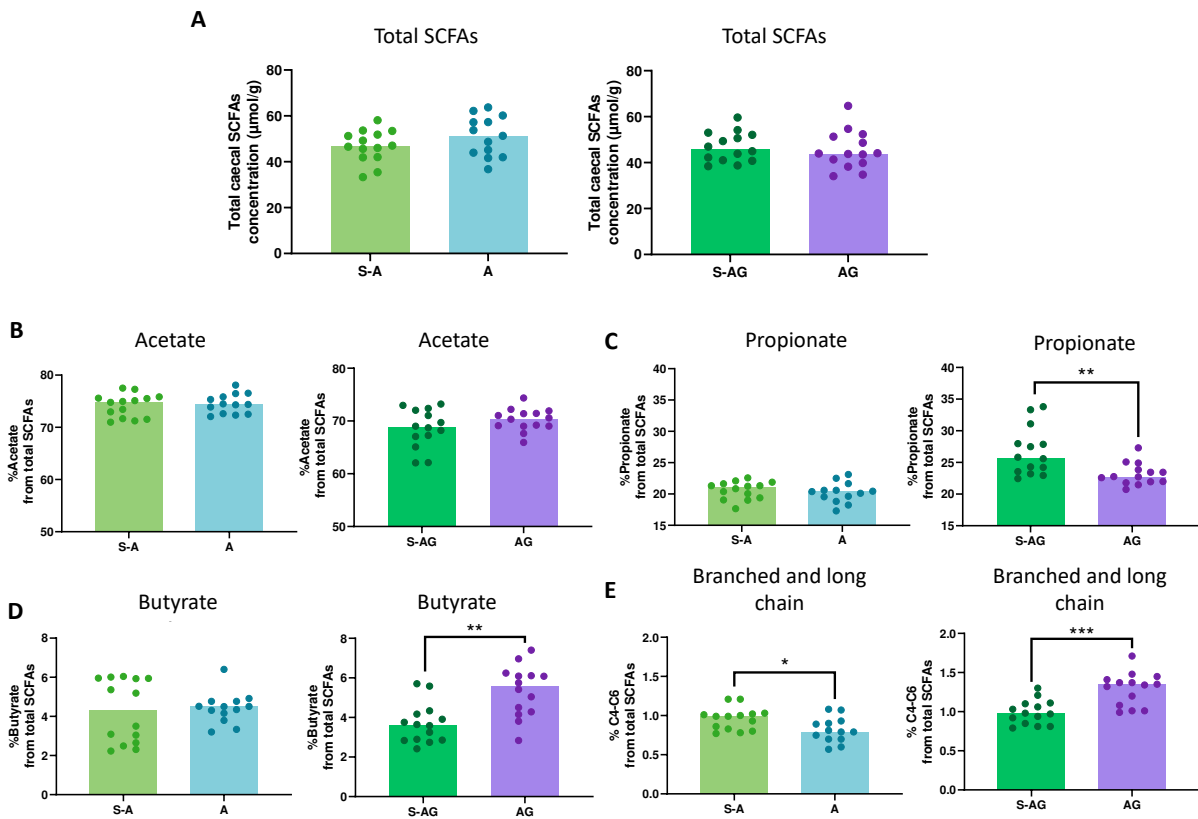 A
Total SCFAs
Total SCFAs
Total caecal SCFAs
concentration (µmol/g)
80
60
40
20
0
S-A
A
Total caecal SCFAs
concentration (µmol/g)
80
60
40
20
0
S-AG
AG
B
Acetate
Acetate
%Acetate
from total SCFAs
80
70
60
50
S-A
A
%Acetate
from total SCFAs
80
70
60
50
S-AG
AG
C
Propionate
Propionate
%Propionate
from total SCFAs
40
35
30
25
20
15
S-A
A
%Propionate
from total SCFAs
40
35
30
25
20
15
**
S-AG
AG
D
Butyrate
Butyrate
%Butyrate
from total SCFAs
8
6
4
2
0
S-A
A
%Butyrate
from total SCFAs
8
6
4
2
0
**
S-AG
AG
E
Branched and long
chain
Branched and long
chain
% C4-C6
from total SCFAs
2.0
1.5
1.0
0.5
0.0
*
S-A
A
% C4-C6
from total SCFAs
2.0
1.5
1.0
0.5
0.0
***
S-AG
AG